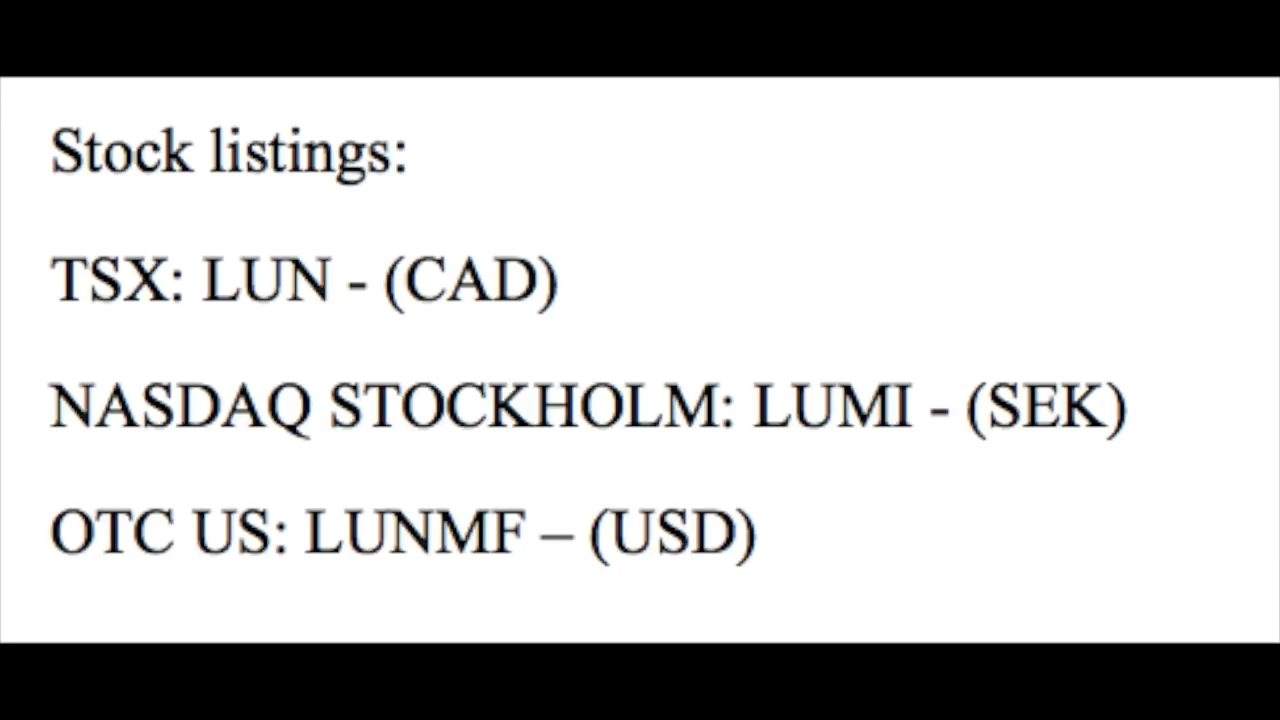 Stock listings:
TSX: LUN - (CAD)
NASDAQ STOCKHOLM: LUMI - (SEK)
OTC US: LUNMF – (USD)